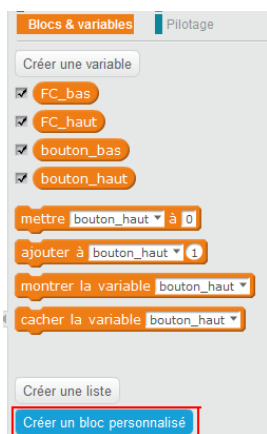 Blocs & variables Pilotage
Créer une variable
FC_bas
FC_haut
bouton_bas
bouton_haut
mettre bouton_haut à 0
ajouter à bouton_haut 1
montrer la variable bouton_haut
cacher la variable bouton_haut
Créer une liste
Créer un bloc personnalisé